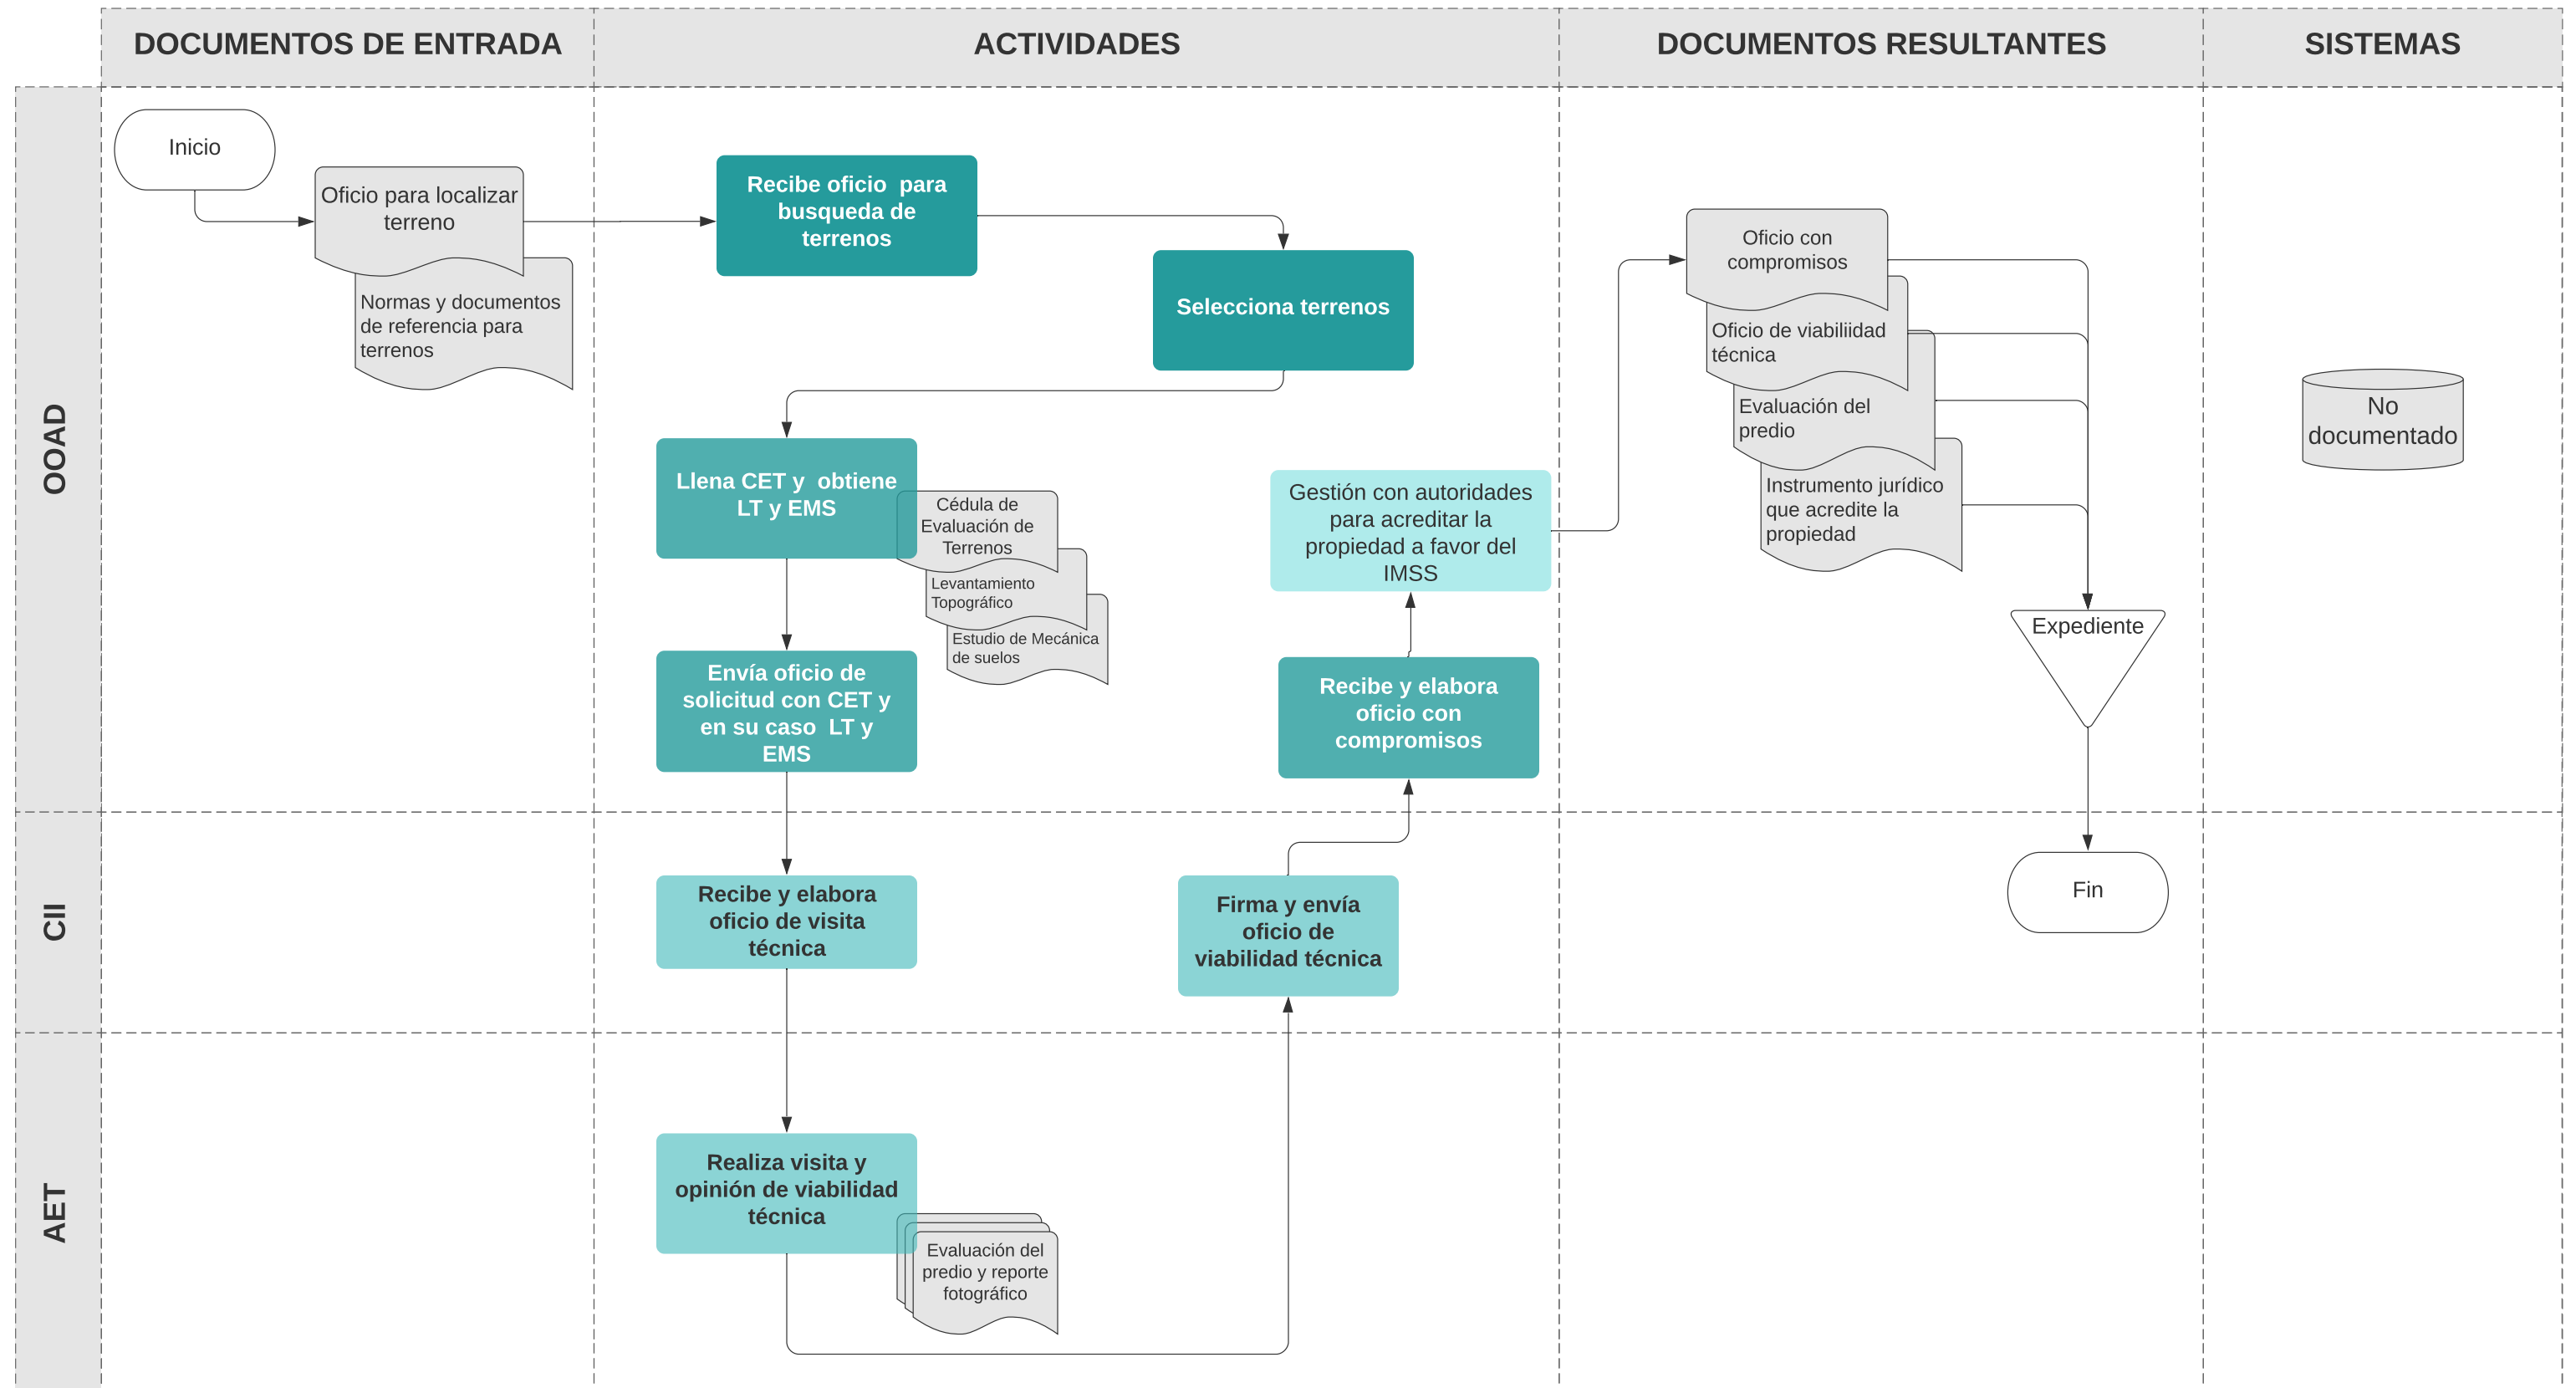 DOCUMENTOS DE ENTRADA
ACTIVIDADES
DOCUMENTOS RESULTANTES
SISTEMAS
OOAD
Inicio
Oficio para localizar
terreno
Normas y documentos
de referencia para
terrenos
Recibe oficio  para
busqueda de
terrenos
Selecciona terrenos
Llena CET y  obtiene
LT y EMS
Cédula de
Evaluación de
Terrenos
Levantamiento
Topográfico
Estudio de Mecánica
de suelos
Envía oficio de
solicitud con CET y
en su caso  LT y
EMS
Gestión con autoridades
para acreditar la
propiedad a favor del
IMSS
Recibe y elabora
oficio con
compromisos
Oficio con
compromisos
Oficio de viabiliidad
técnica
Evaluación del
predio
Instrumento jurídico
que acredite la
propiedad
Expediente
No
documentado
CII
Recibe y elabora
oficio de visita
técnica
Firma y envía
oficio de
viabilidad técnica
Fin
AET
Realiza visita y
opinión de viabilidad
técnica
Evaluación del
predio y reporte
fotográfico